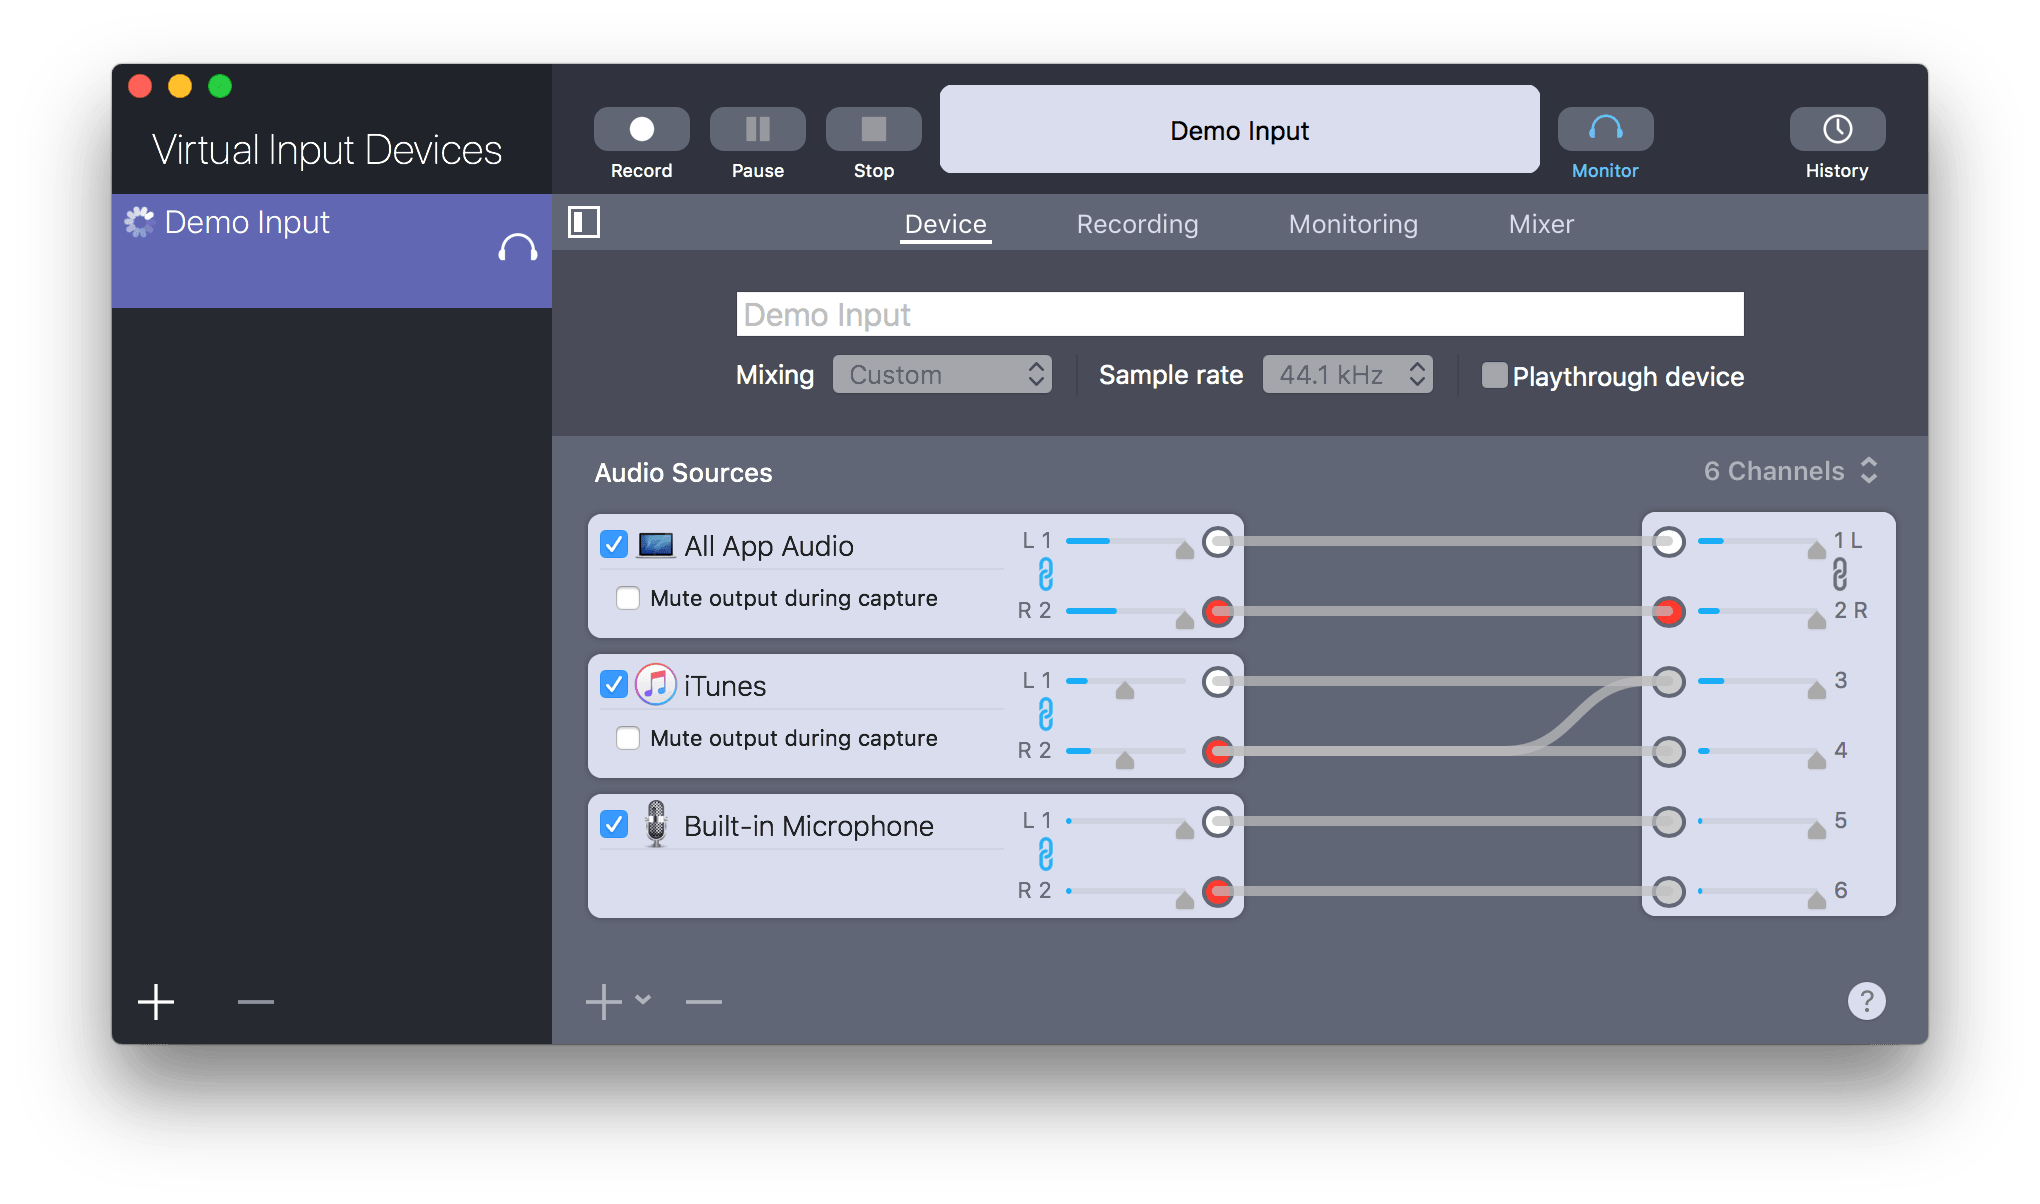 Virtual Input Devices
Demo Input
Record
Pause
Stop
Demo Input
Monitor
History
Device
Recording
Monitoring
Mixer
Demo Input
Mixing
Custom
Sample rate
44.1 kHz
Playthrough device
Audio Sources
6 Channels
All App Audio
Mute output during capture
L 1
R 2
1 L
2 R
iTunes
Mute output during capture
L 1
R 2
3
4
Built-in Microphone
L 1
R 2
5
6
?